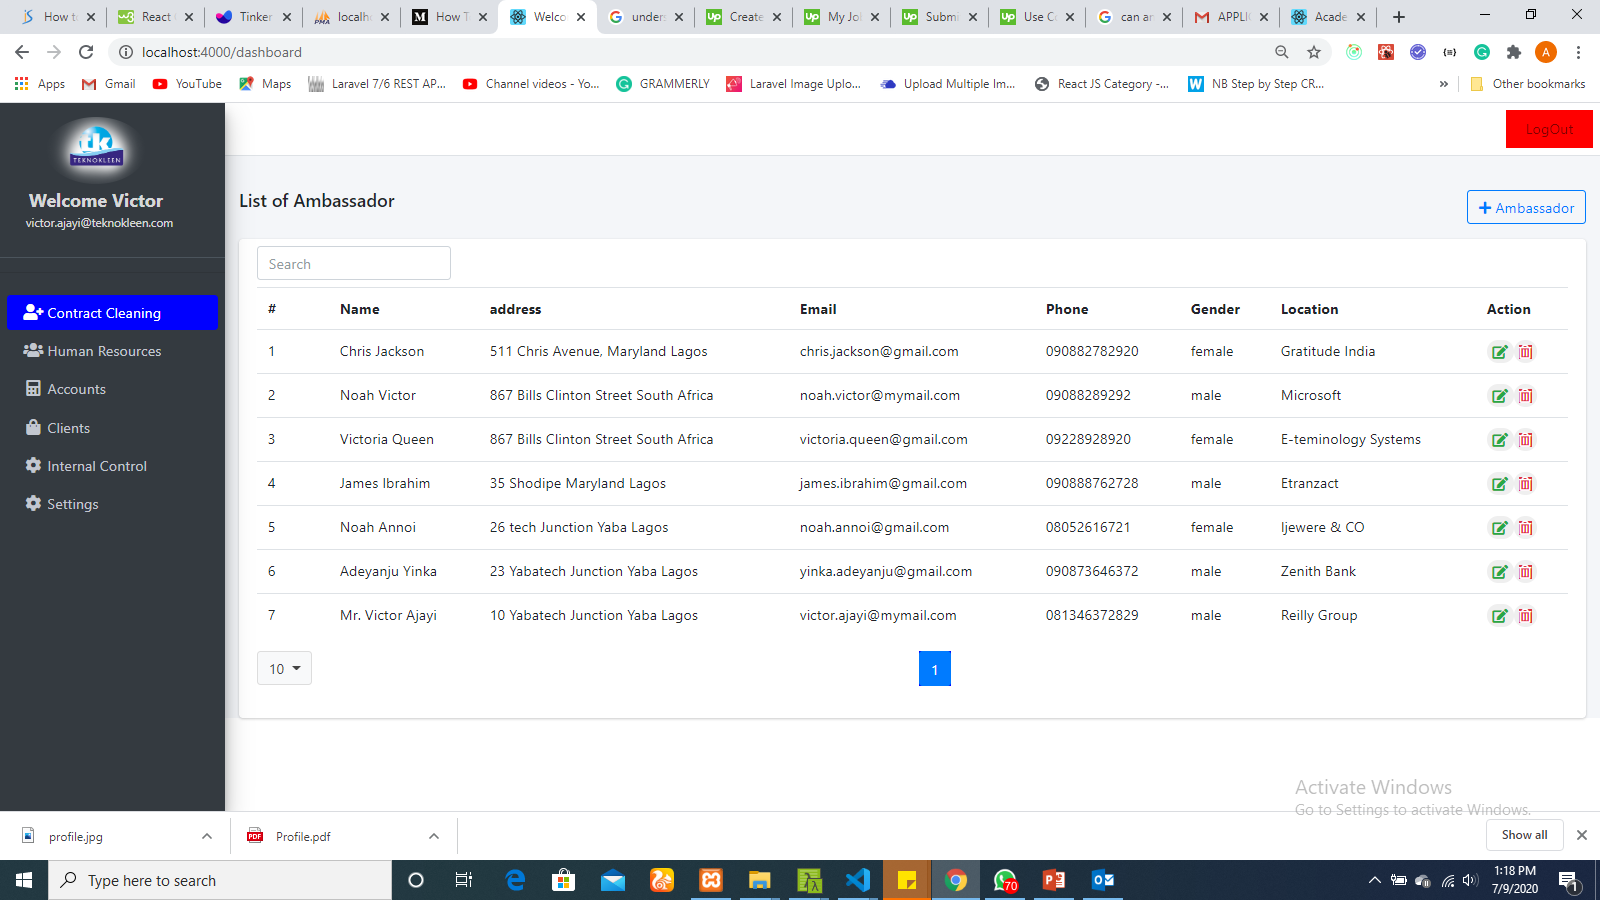 How to React Tinker localh How T Welco unders Create My Jol Submi Use Co can ar APPLIC Acade
localhost:4000/dashboard
Apps Gmail YouTube Maps Laravel 7/6 REST AP... Channel videos - Yo... GRAMMERLY Laravel Image Uplo... Upload Multiple Im... React JS Category -... NB Step by Step CR... » Other bookmarks
LogOut
tk
TEKNOKLEEN
Welcome Victor
victor.ajayi@teknokleen.com
Contract Cleaning
Human Resources
Accounts
Clients
Internal Control
Settings
List of Ambassador
+ Ambassador
Search
# Name address Email Phone Gender Location Action
1 Chris Jackson 511 Chris Avenue, Maryland Lagos chris.jackson@gmail.com 090882782920 female Gratitude India
2 Noah Victor 867 Bills Clinton Street South Africa noah.victor@mymail.com 09088289292 male Microsoft
3 Victoria Queen 867 Bills Clinton Street South Africa victoria.queen@gmail.com 09228928920 female E-teminology Systems
4 James Ibrahim 35 Shodipe Maryland Lagos james.ibrahim@gmail.com 090888762728 male Etranzact
5 Noah Annoi 26 tech Junction Yaba Lagos noah.annoi@gmail.com 08052616721 female Ijewere & CO
6 Adeyanju Yinka 23 Yabatech Junction Yaba Lagos yinka.adeyanju@gmail.com 090873646372 male Zenith Bank
7 Mr. Victor Ajayi 10 Yabatech Junction Yaba Lagos victor.ajayi@mymail.com 081346372829 male Reilly Group
10
1
Activate Windows
Go to Settings to activate Windows.
profile.jpg
Profile.pdf
Show all
Type here to search
70
1:18 PM
7/9/2020
1